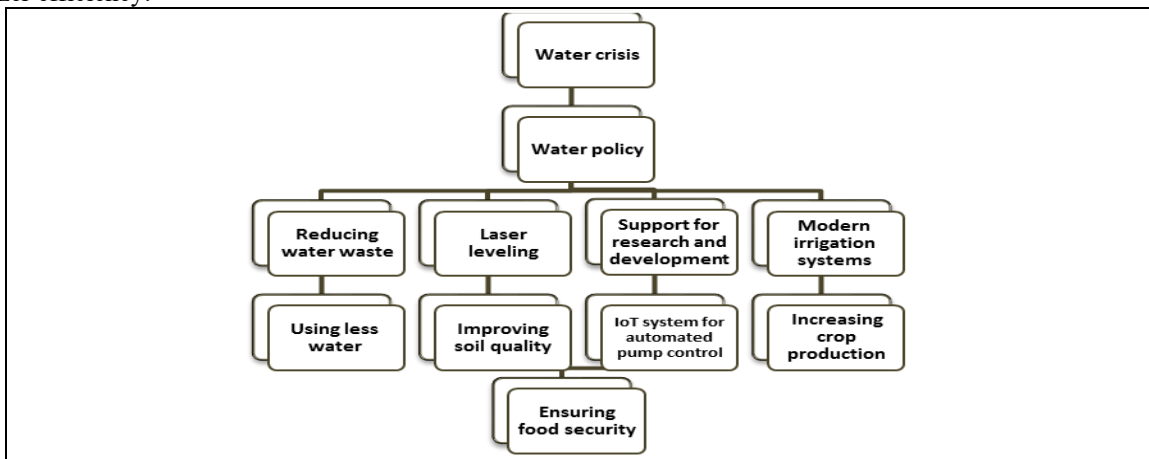 Water crisis
Water policy
Reducing
water waste
Laser
leveling
Support for
research and
development
Modern
irrigation
systems
Using less
water
Improving
soil quality
IoT system for
automated
pump control
Increasing
crop
production
Ensuring
food security